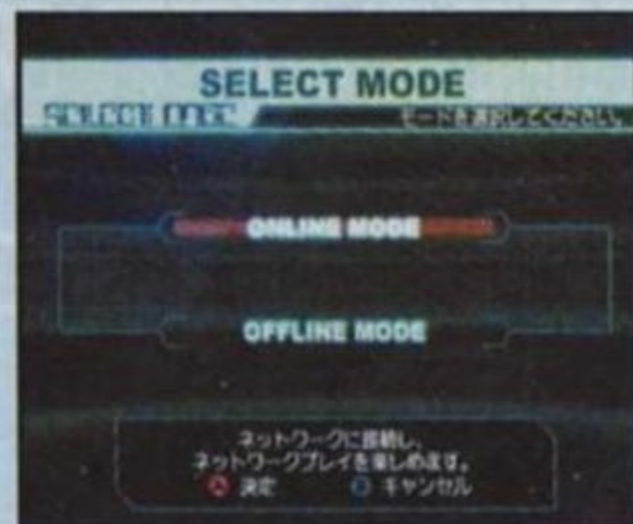 SELECT MODE
モードを選択してください。
ONLINE MODE
OFFLINE MODE
ネットワークに接続し、
ネットワークプレイを楽しめます。
決定 キャンセル